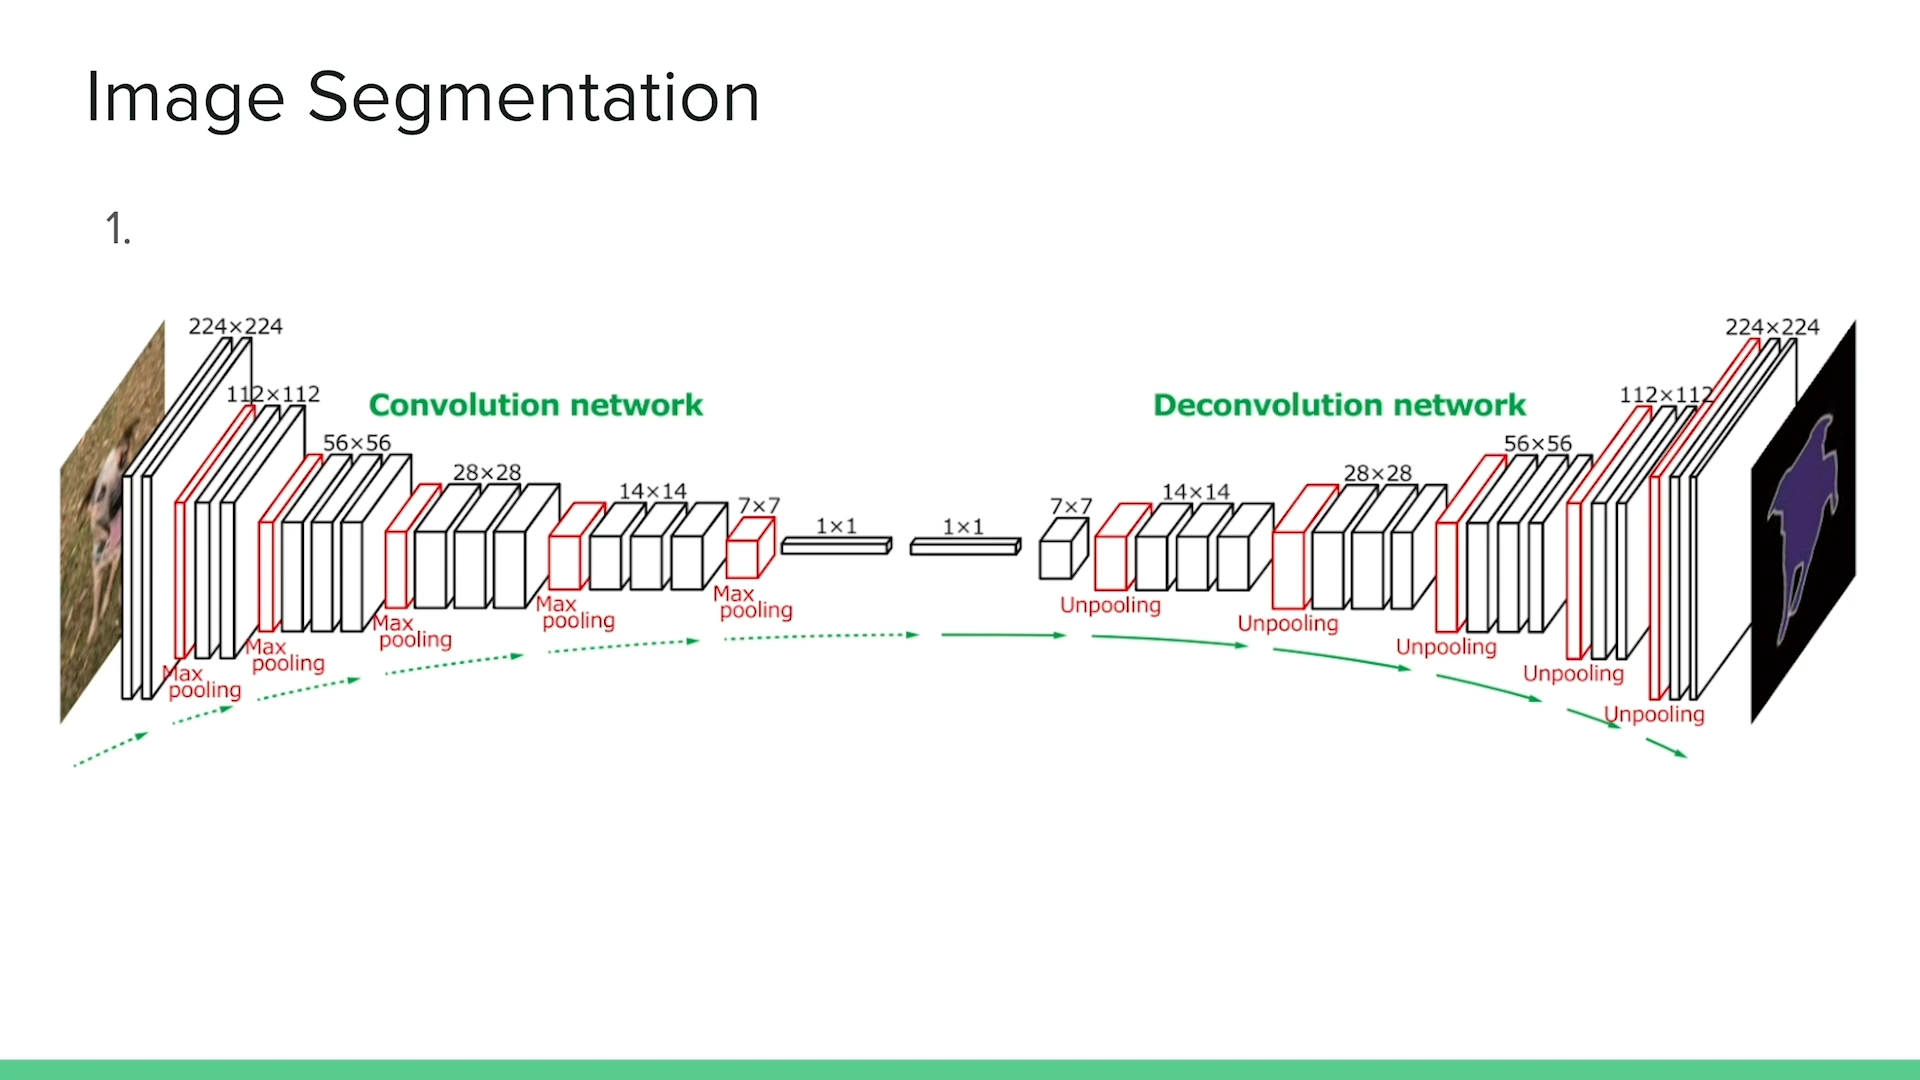 Image Segmentation
1.
224×224
112×112
Convolution network
56×56
28×28
14×14
7×7
1×1
1×1
7×7
14×14
28×28
Deconvolution network
56×56
112×112
224×224
Max
pooling
Max
pooling
Max
pooling
Max
pooling
Max
pooling
Unpooling
Unpooling
Unpooling
Unpooling
Unpooling